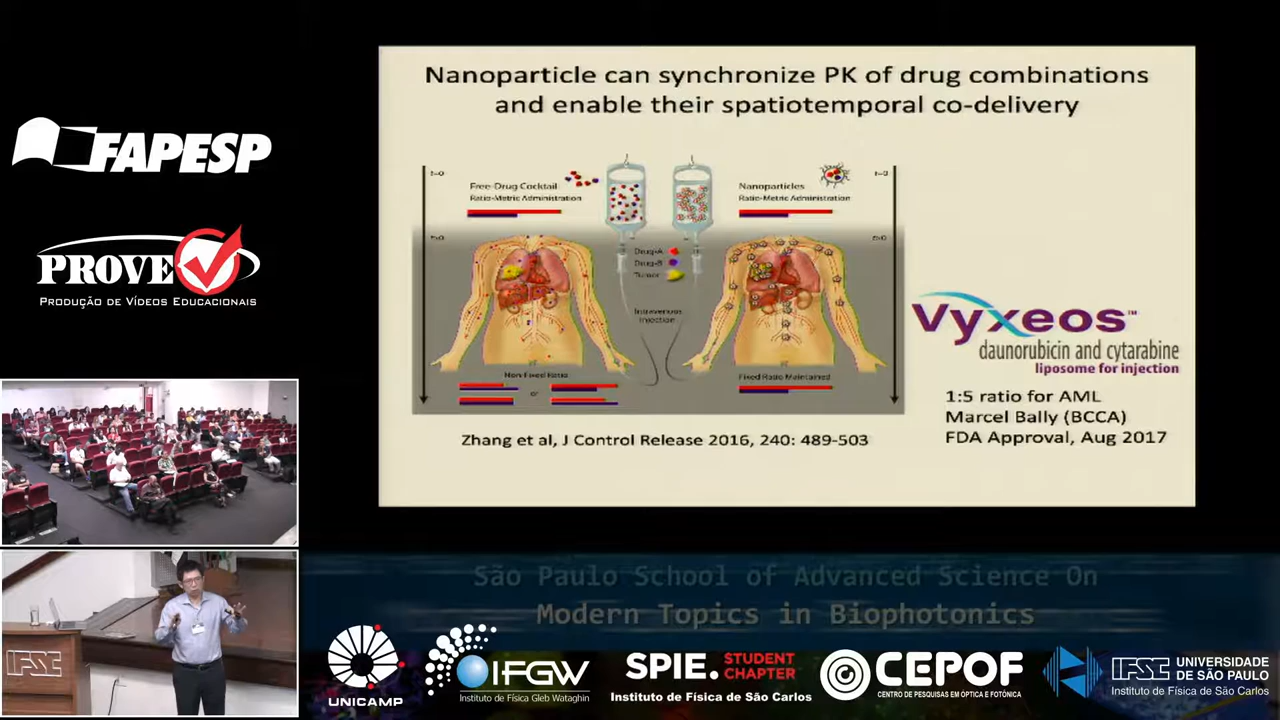 Nanoparticle can synchronize PK of drug combinations
and enable their spatiotemporal co-delivery
t=0
Free-Drug Cocktail
Ratio-Metric Administration
Nanoparticles
Ratio-Metric Administration
t=0
Drug-A
Drug-B
Tumor
Intravenous
Injection
Non-Fixed Ratio
or
Fixed Ratio Maintained
Vyxeos™
daunorubicin and cytarabine
liposome for injection
1:5 ratio for AML
Marcel Bally (BCCA)
FDA Approval, Aug 2017
Zhang et al, J Control Release 2016, 240: 489-503
FAPESP
PROVE
PRODUÇÃO DE VÍDEOS EDUCACIONAIS
IFSC
São Paulo School of Advanced Science On
Modern Topics in Biophotonics
UNICAMP
IFGW
Instituto de Física Gleb Wataghin
SPIE. STUDENT
CHAPTER
Instituto de Física de São Carlos
CEPOF
CENTRO DE PESQUISAS EM ÓPTICA E FOTÔNICA
IFSC
UNIVERSIDADE
DE SÃO PAULO
Instituto de Física de São Carlos